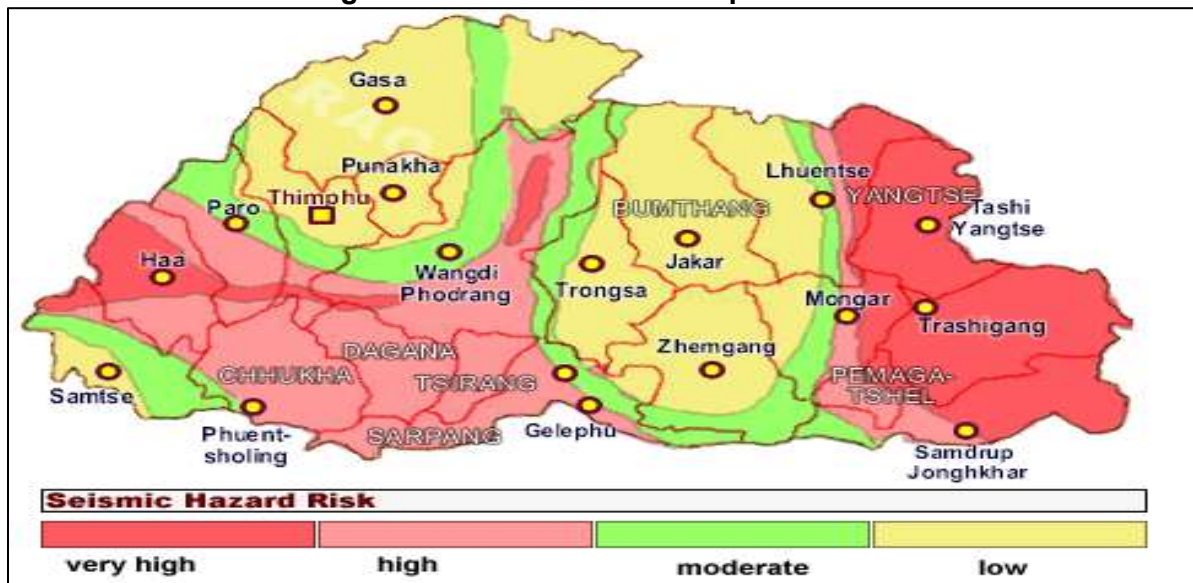 Gasa
RAO
Punakha
Thimphu
Paro
Haa
Wangdi
Phodrang
Lhuentse
YANGTSE
Tashi
Yangtse
BUMTHANG
Jakar
Trongsa
Mongar
Trashigang
Zhemgang
DAGANA
CHHUKHA
TSIRANG
PEMAGA-
TSHEL
Samtse
Phuent-
sholing
SARPANG
Gelephu
Samdrup
Jonghkhar
Seismic Hazard Risk
very high
high
moderate
low